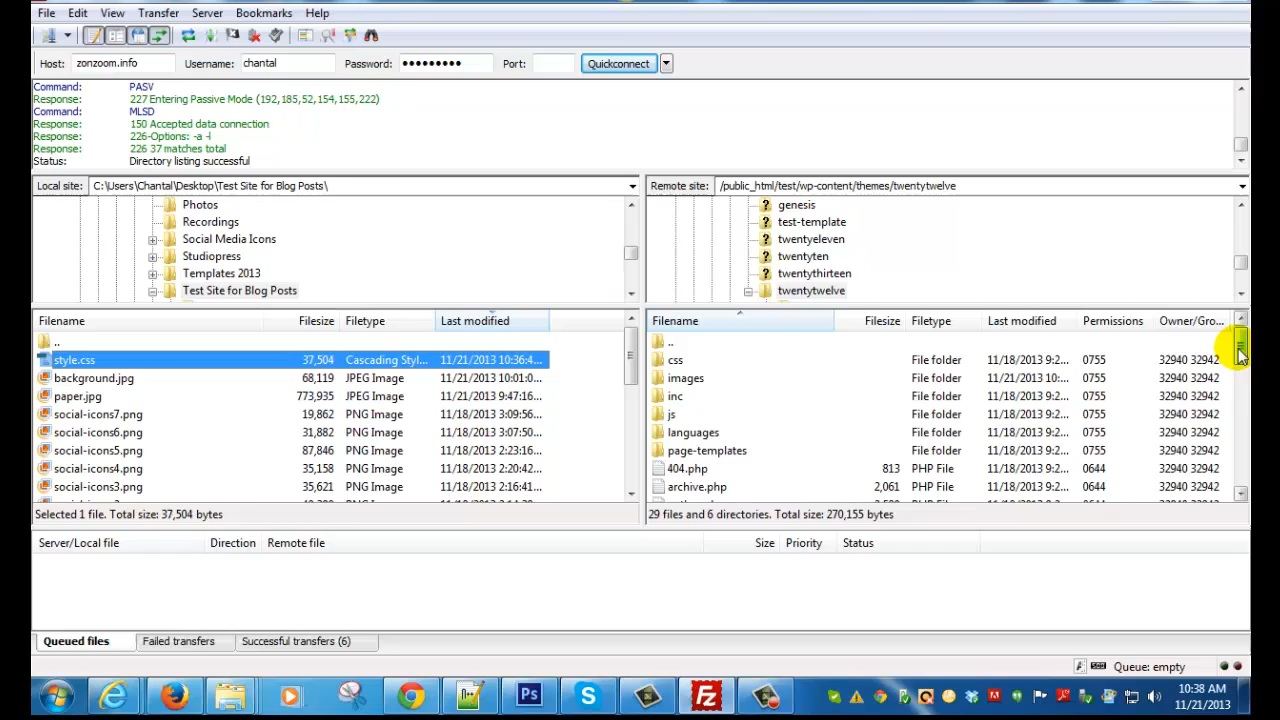 File Edit View Transfer Server Bookmarks Help
Host: zonzoom.info Username: chantal Password: ●●●●●●●●● Port: Quickconnect
Command: PASV
Response: 227 Entering Passive Mode (192,185,52,154,155,222)
Command: MLSD
Response: 150 Accepted data connection
Response: 226-Options: -a -l
Response: 226 37 matches total
Status: Directory listing successful
Local site: C:\Users\Chantal\Desktop\Test Site for Blog Posts\
Photos
Recordings
Social Media Icons
Studiopress
Templates 2013
Test Site for Blog Posts
Filename Filesize Filetype Last modified
..
style.css 37,504 Cascading Styl... 11/21/2013 10:36:4...
background.jpg 68,119 JPEG Image 11/21/2013 10:01:0...
paper.jpg 773,935 JPEG Image 11/21/2013 9:47:16...
social-icons7.png 19,862 PNG Image 11/18/2013 3:09:56...
social-icons6.png 31,882 PNG Image 11/18/2013 3:07:50...
social-icons5.png 87,846 PNG Image 11/18/2013 2:23:16...
social-icons4.png 35,158 PNG Image 11/18/2013 2:20:42...
social-icons3.png 35,621 PNG Image 11/18/2013 2:16:41...
Selected 1 file. Total size: 37,504 bytes
Remote site: /public_html/test/wp-content/themes/twentytwelve
genesis
test-template
twentyeleven
twentyten
twentythirteen
twentytwelve
Filename Filesize Filetype Last modified Permissions Owner/Gro...
..
css File folder 11/18/2013 9:2... 0755 32940 32942
images File folder 11/21/2013 10:... 0755 32940 32942
inc File folder 11/18/2013 9:2... 0755 32940 32942
js File folder 11/18/2013 9:2... 0755 32940 32942
languages File folder 11/18/2013 9:2... 0755 32940 32942
page-templates File folder 11/18/2013 9:2... 0755 32940 32942
404.php 813 PHP File 11/18/2013 9:2... 0644 32940 32942
archive.php 2,061 PHP File 11/18/2013 9:2... 0644 32940 32942
29 files and 6 directories. Total size: 270,155 bytes
Server/Local file Direction Remote file Size Priority Status
Queued files Failed transfers Successful transfers (6)
Queue: empty
Ps
S
Fz
10:38 AM
11/21/2013